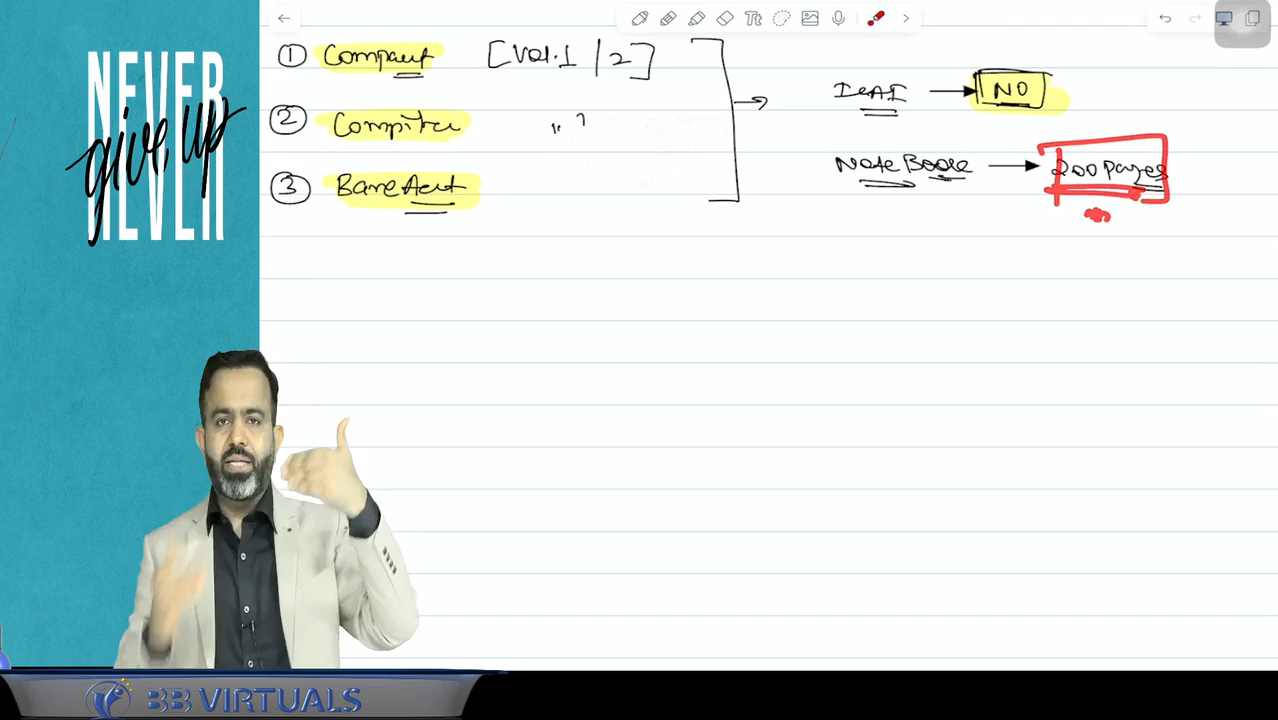 NEVER
give up
NEVER
① Compact [Vol.1 | 2]
② Compiler " "
③ Bare Act
ICAI → NO
Note Book → 200 pages
Tt
BB VIRTUALS